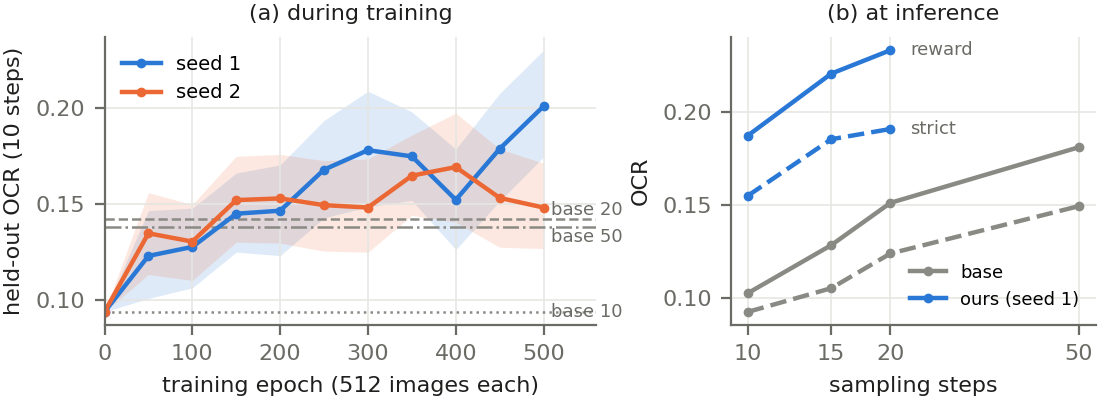 (a) during training
held-out OCR (10 steps)
0.20
0.15
0.10
seed 1
seed 2
base 20
base 50
base 10
0
100
200
300
400
500
training epoch (512 images each)
(b) at inference
OCR
0.20
0.15
0.10
reward
strict
base
ours (seed 1)
10
15
20
50
sampling steps